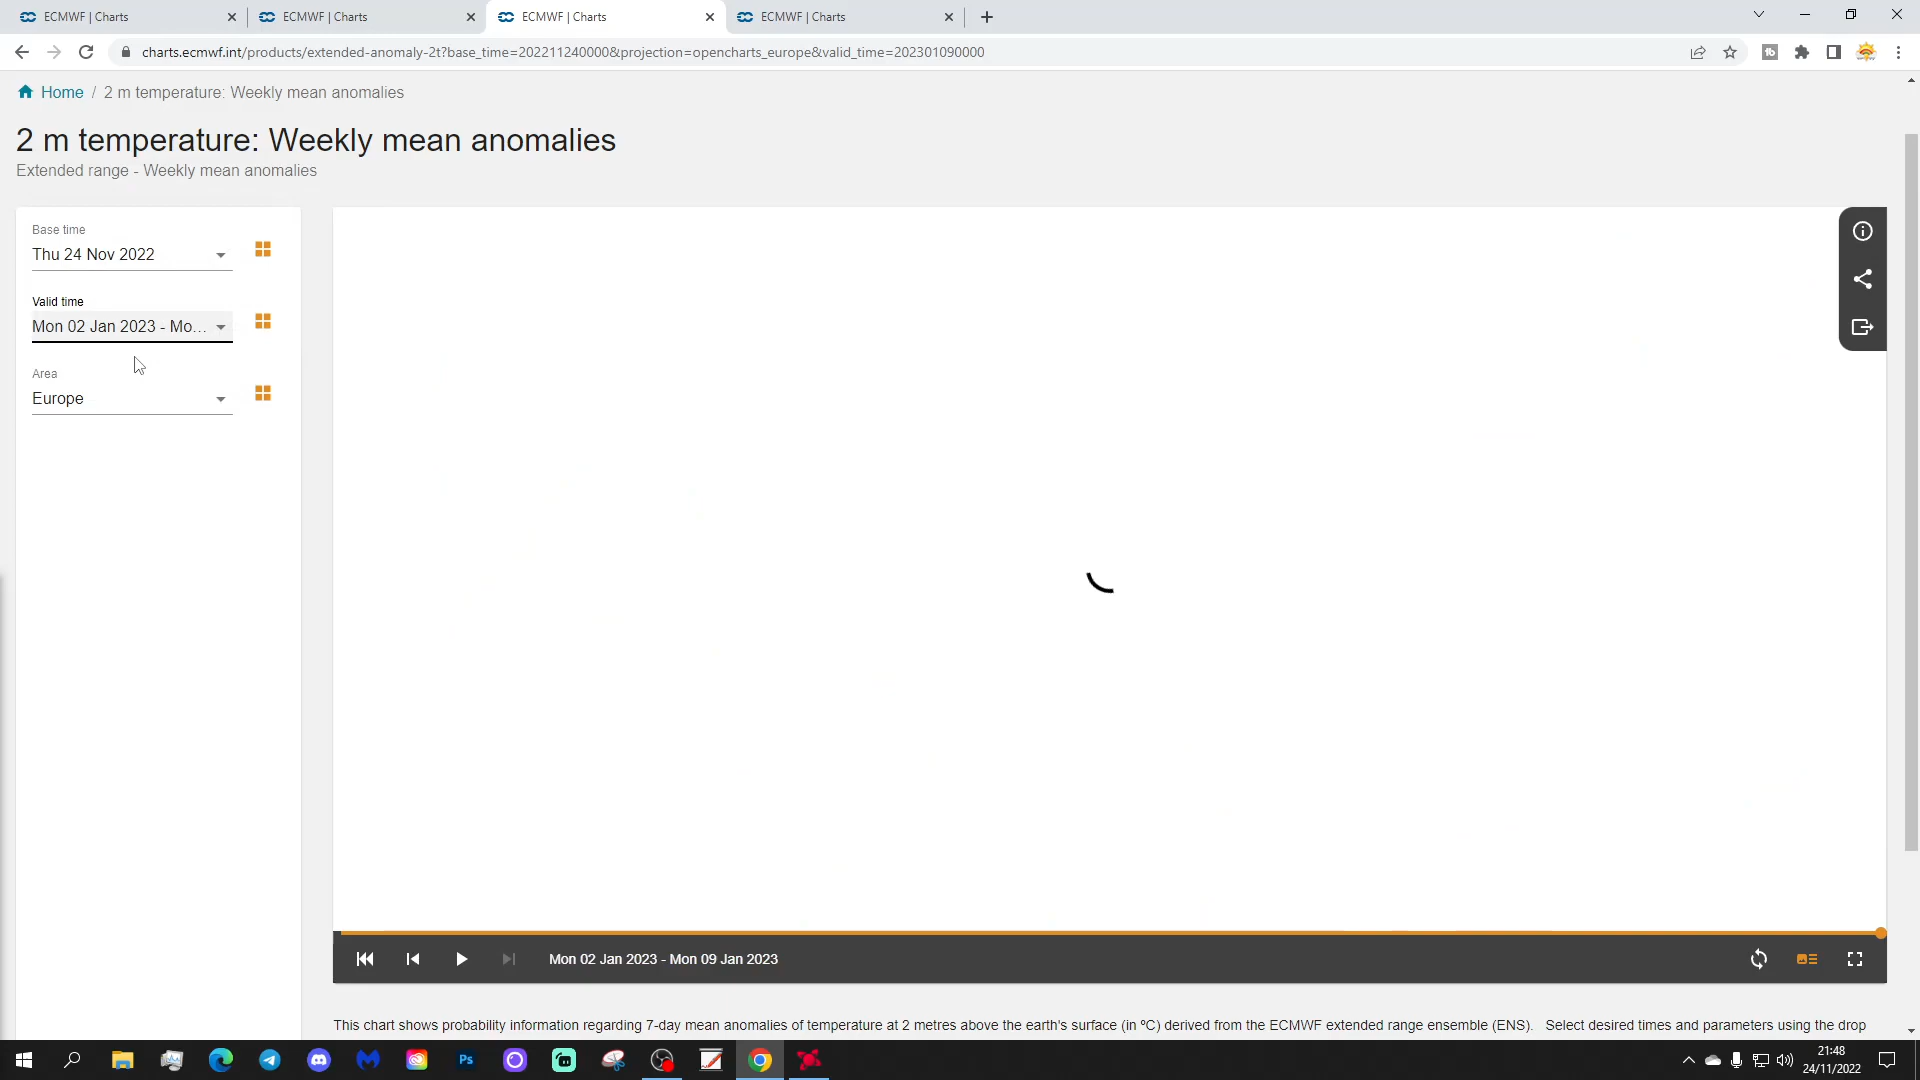 ECMWF | Charts
ECMWF | Charts
ECMWF | Charts
ECMWF | Charts
charts.ecmwf.int/products/extended-anomaly-2t?base_time=202211240000&projection=opencharts_europe&valid_time=202301090000
Home / 2 m temperature: Weekly mean anomalies
2 m temperature: Weekly mean anomalies
Extended range - Weekly mean anomalies
Base time
Thu 24 Nov 2022
Valid time
Mon 02 Jan 2023 - Mo...
Area
Europe
Mon 02 Jan 2023 - Mon 09 Jan 2023
This chart shows probability information regarding 7-day mean anomalies of temperature at 2 metres above the earth's surface (in ºC) derived from the ECMWF extended range ensemble (ENS). Select desired times and parameters using the drop
Ps
21:48
24/11/2022